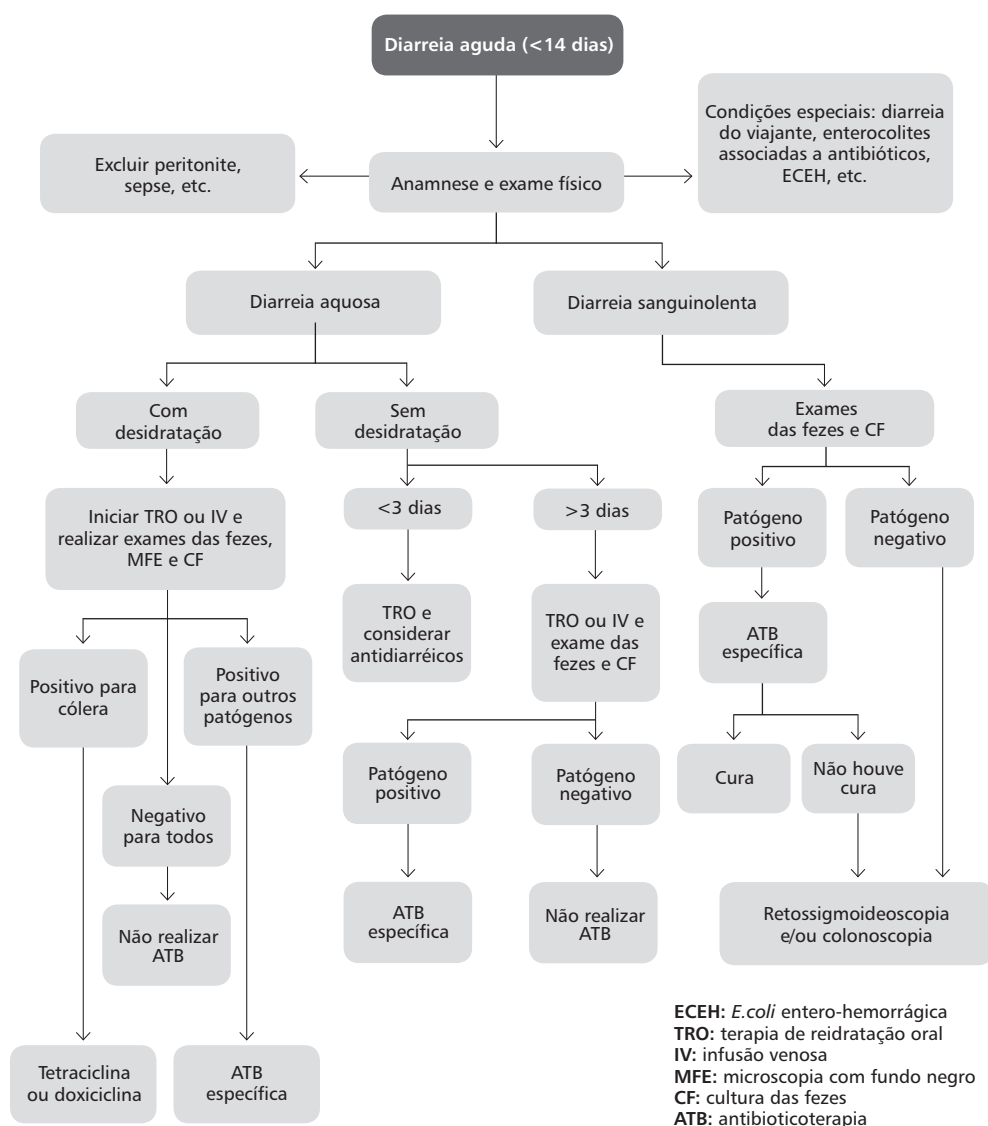 Diarreia aguda (<14 dias)
Condições especiais: diarreia
do viajante, enterocolites
associadas a antibióticos,
ECEH, etc.
Excluir peritonite,
sepse, etc.
Anamnese e exame físico
Diarreia aquosa
Diarreia sanguinolenta
Com
desidratação
Sem
desidratação
Exames
das fezes e CF
Iniciar TRO ou IV e
realizar exames das fezes,
MFE e CF
<3 dias
>3 dias
Patógeno
positivo
Patógeno
negativo
TRO e
considerar
antidiarréicos
TRO ou IV e
exame das
fezes e CF
ATB
específica
Positivo para
cólera
Positivo
para outros
patógenos
Patógeno
positivo
Patógeno
negativo
Cura
Não houve
cura
Negativo
para todos
Não realizar
ATB
ATB
específica
Não realizar
ATB
Retossigmoideoscopia
e/ou colonoscopia
Tetraciclina
ou doxiciclina
ATB
específica
ECEH: E.coli entero-hemorrágica
TRO: terapia de reidratação oral
IV: infusão venosa
MFE: microscopia com fundo negro
CF: cultura das fezes
ATB: antibioticoterapia